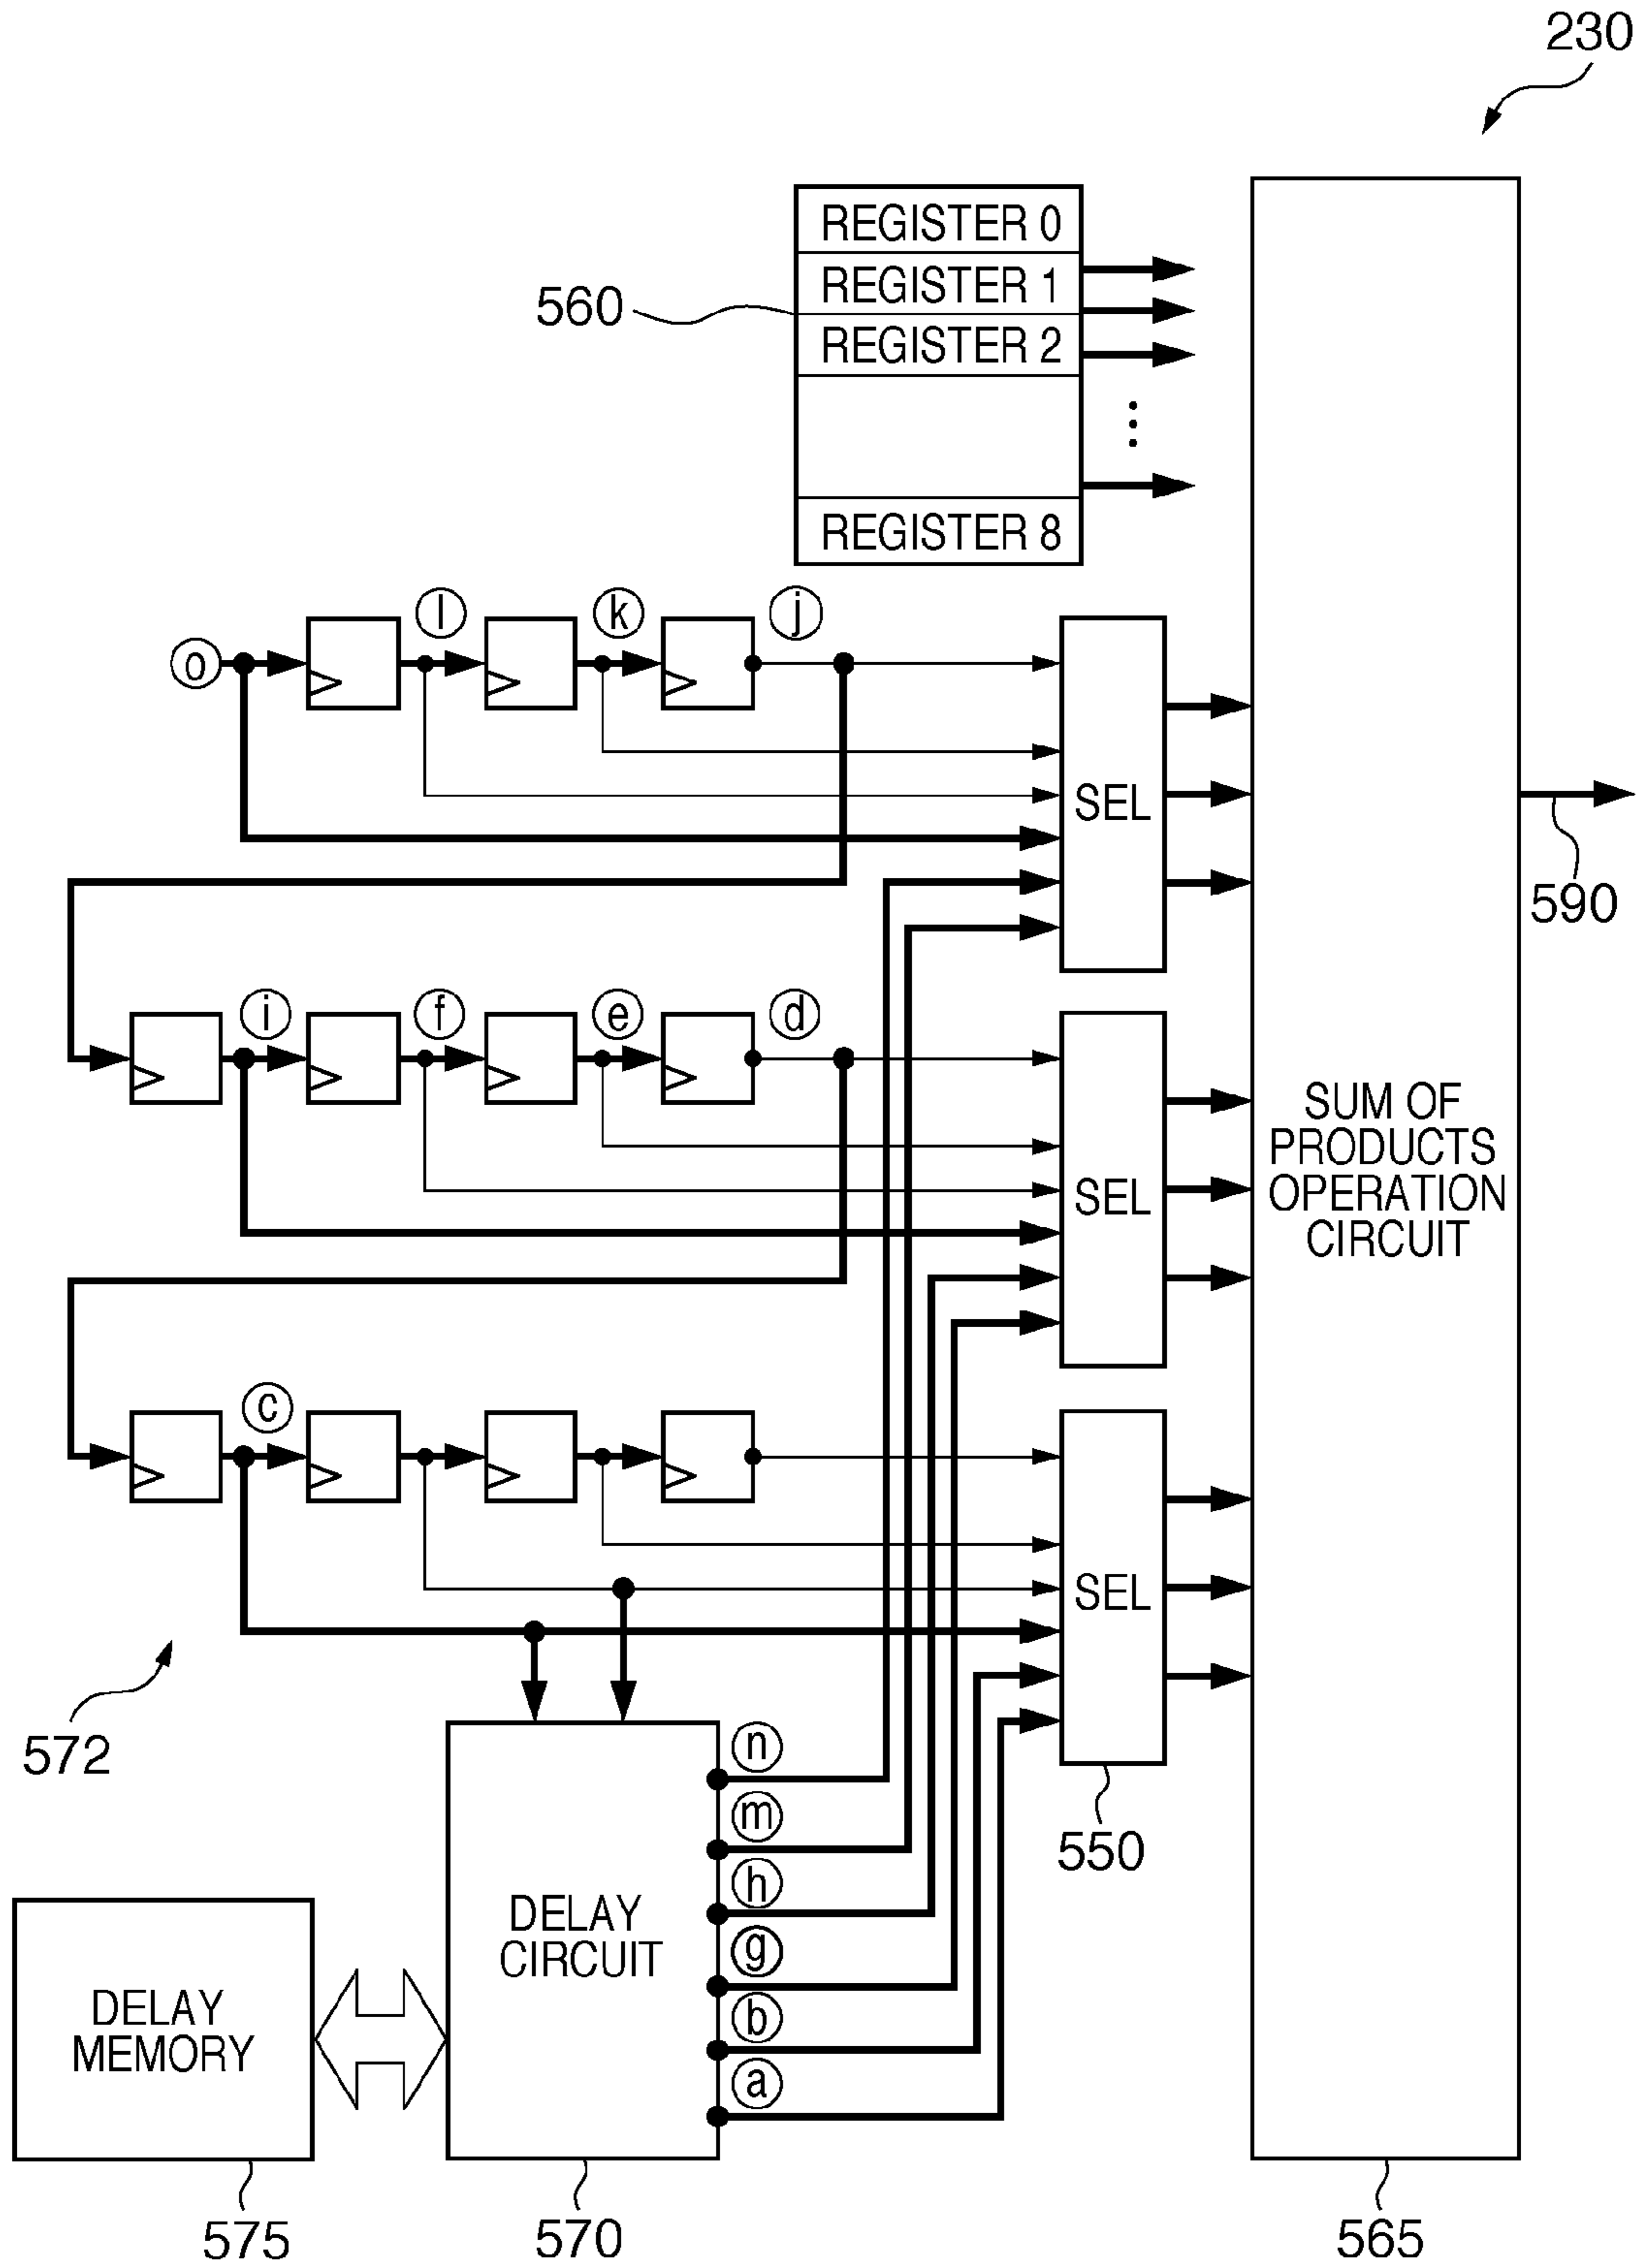 230
REGISTER 0
REGISTER 1
560
REGISTER 2
REGISTER 8
l
k
j
o
SEL
590
i
f
e
d
SEL
SUM OF
PRODUCTS
OPERATION
CIRCUIT
c
SEL
572
n
m
550
h
DELAY
CIRCUIT
g
b
DELAY
MEMORY
a
575
570
565